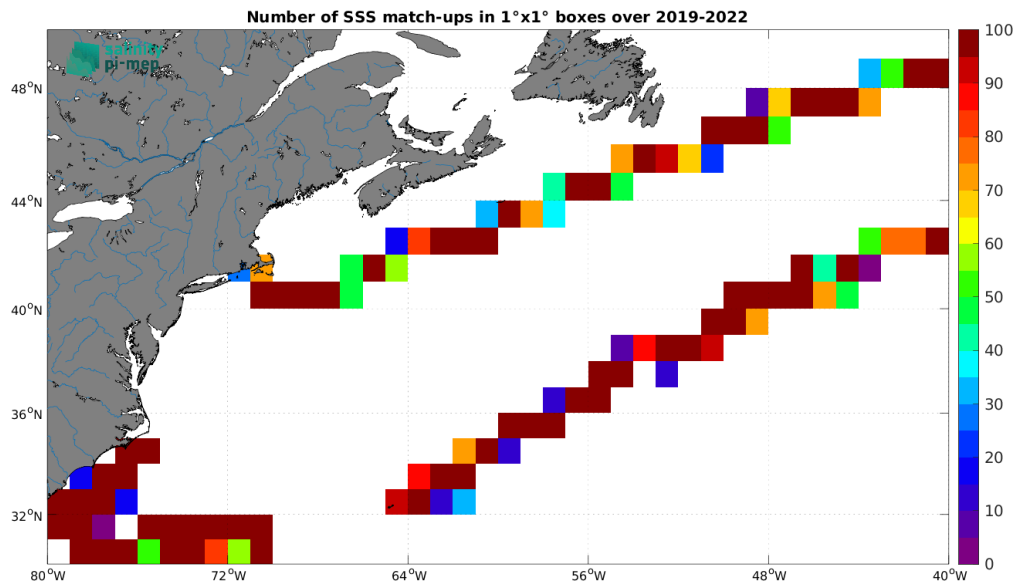 Number of SSS match-ups in 1°x1° boxes over 2019-2022
salinity
pi-mep
48°N
44°N
40°N
36°N
32°N
80°W 72°W 64°W 56°W 48°W 40°W
100
90
80
70
60
50
40
30
20
10
0